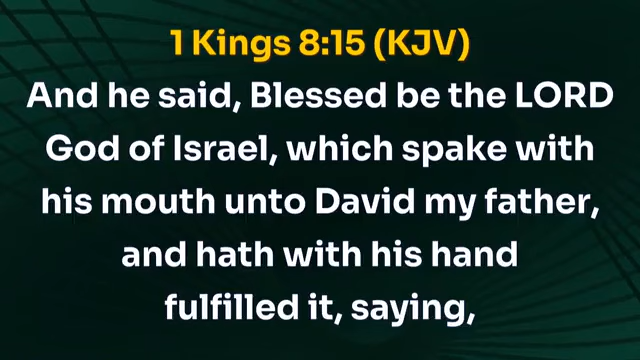 1 Kings 8:15 (KJV)
And he said, Blessed be the LORD
God of Israel, which spake with
his mouth unto David my father,
and hath with his hand
fulfilled it, saying,